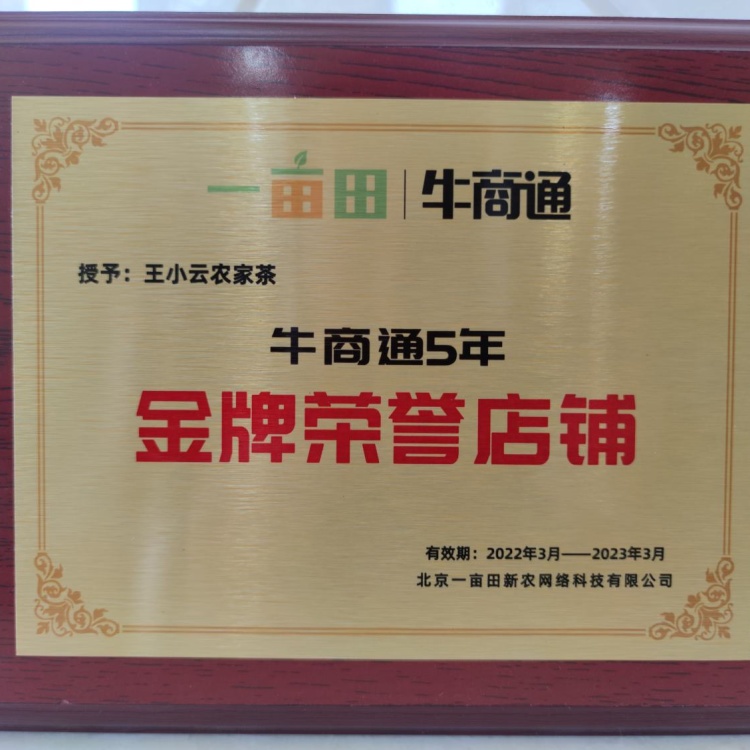 一亩田|牛商通
授予：王小云农家茶
牛商通5年
金牌荣誉店铺
有效期：2022年3月——2023年3月
北京一亩田新农网络科技有限公司